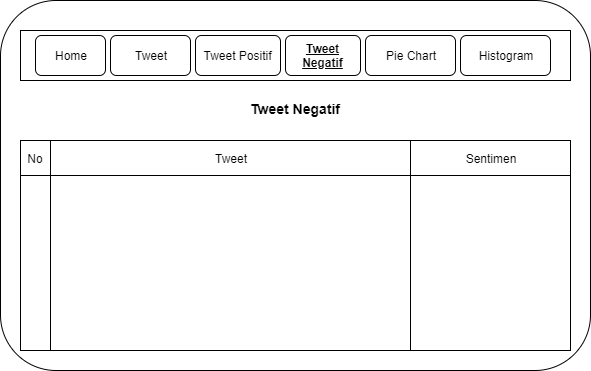 Home
Tweet
Tweet Positif
Tweet
Negatif
Pie Chart
Histogram
Tweet Negatif
No
Tweet
Sentimen